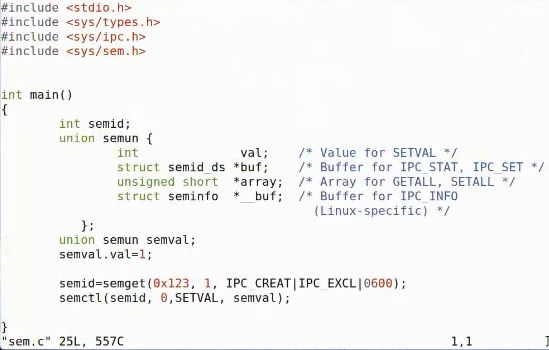 #include <stdio.h>
#include <sys/types.h>
#include <sys/ipc.h>
#include <sys/sem.h>
int main()
{
        int semid;
        union semun {
                int              val;    /* Value for SETVAL */
                struct semid_ds *buf;    /* Buffer for IPC_STAT, IPC_SET */
                unsigned short  *array;  /* Array for GETALL, SETALL */
                struct seminfo  *__buf;  /* Buffer for IPC_INFO
                                           (Linux-specific) */
           };
        union semun semval;
        semval.val=1;
        semid=semget(0x123, 1, IPC_CREAT|IPC_EXCL|0600);
        semctl(semid, 0,SETVAL, semval);
}
"sem.c" 25L, 557C                                             1,1